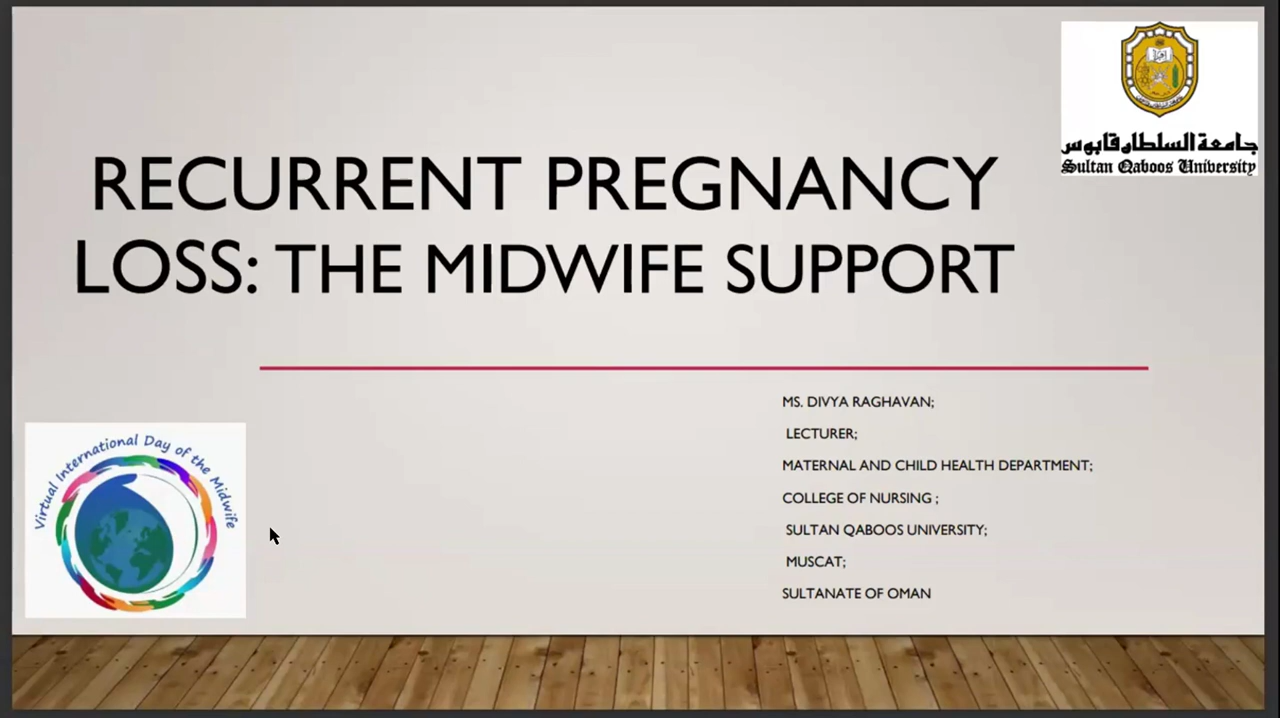 جامعة السلطان قابوس
Sultan Qaboos University
RECURRENT PREGNANCY
LOSS: THE MIDWIFE SUPPORT
MS. DIVYA RAGHAVAN;
LECTURER;
MATERNAL AND CHILD HEALTH DEPARTMENT;
COLLEGE OF NURSING ;
SULTAN QABOOS UNIVERSITY;
MUSCAT;
SULTANATE OF OMAN
Virtual International Day of the Midwife